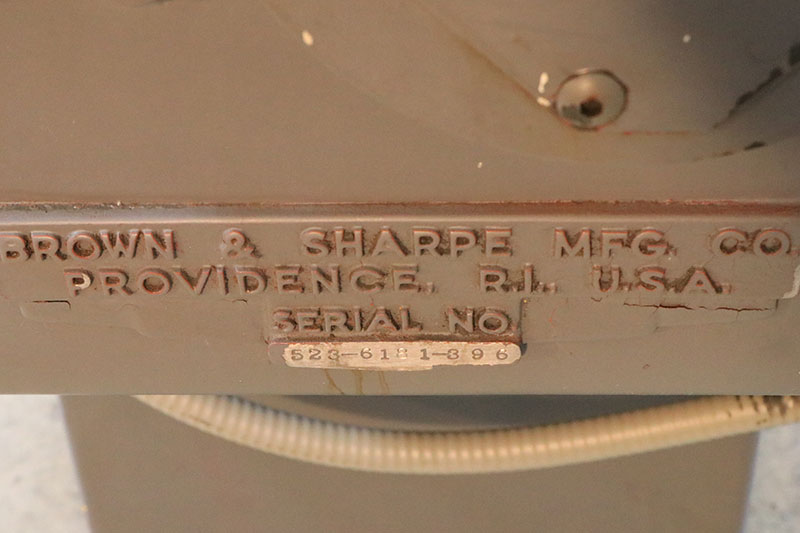 BROWN & SHARPE MFG. CO.
PROVIDENCE, R.I., U.S.A.
SERIAL NO.
523-6181-396